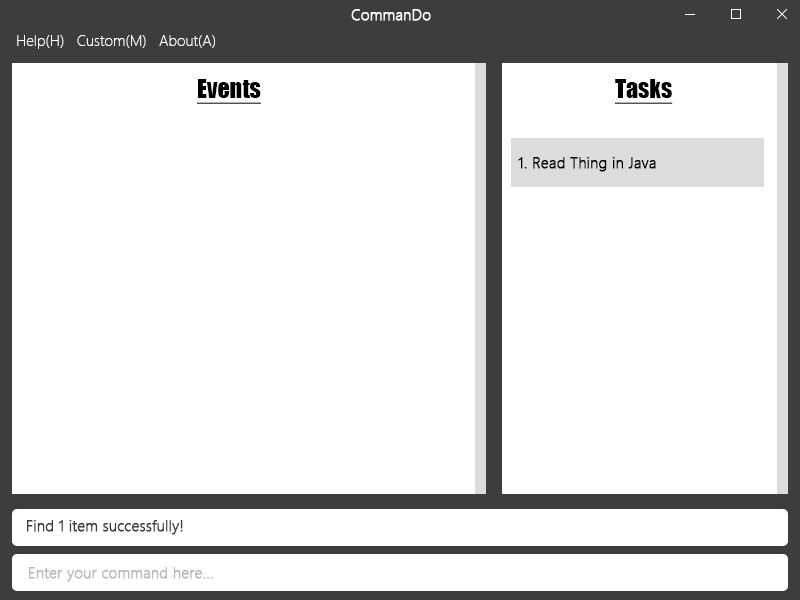 CommanDo
Help(H) Custom(M) About(A)
Events
Tasks
1. Read Thing in Java
Find 1 item successfully!
Enter your command here...